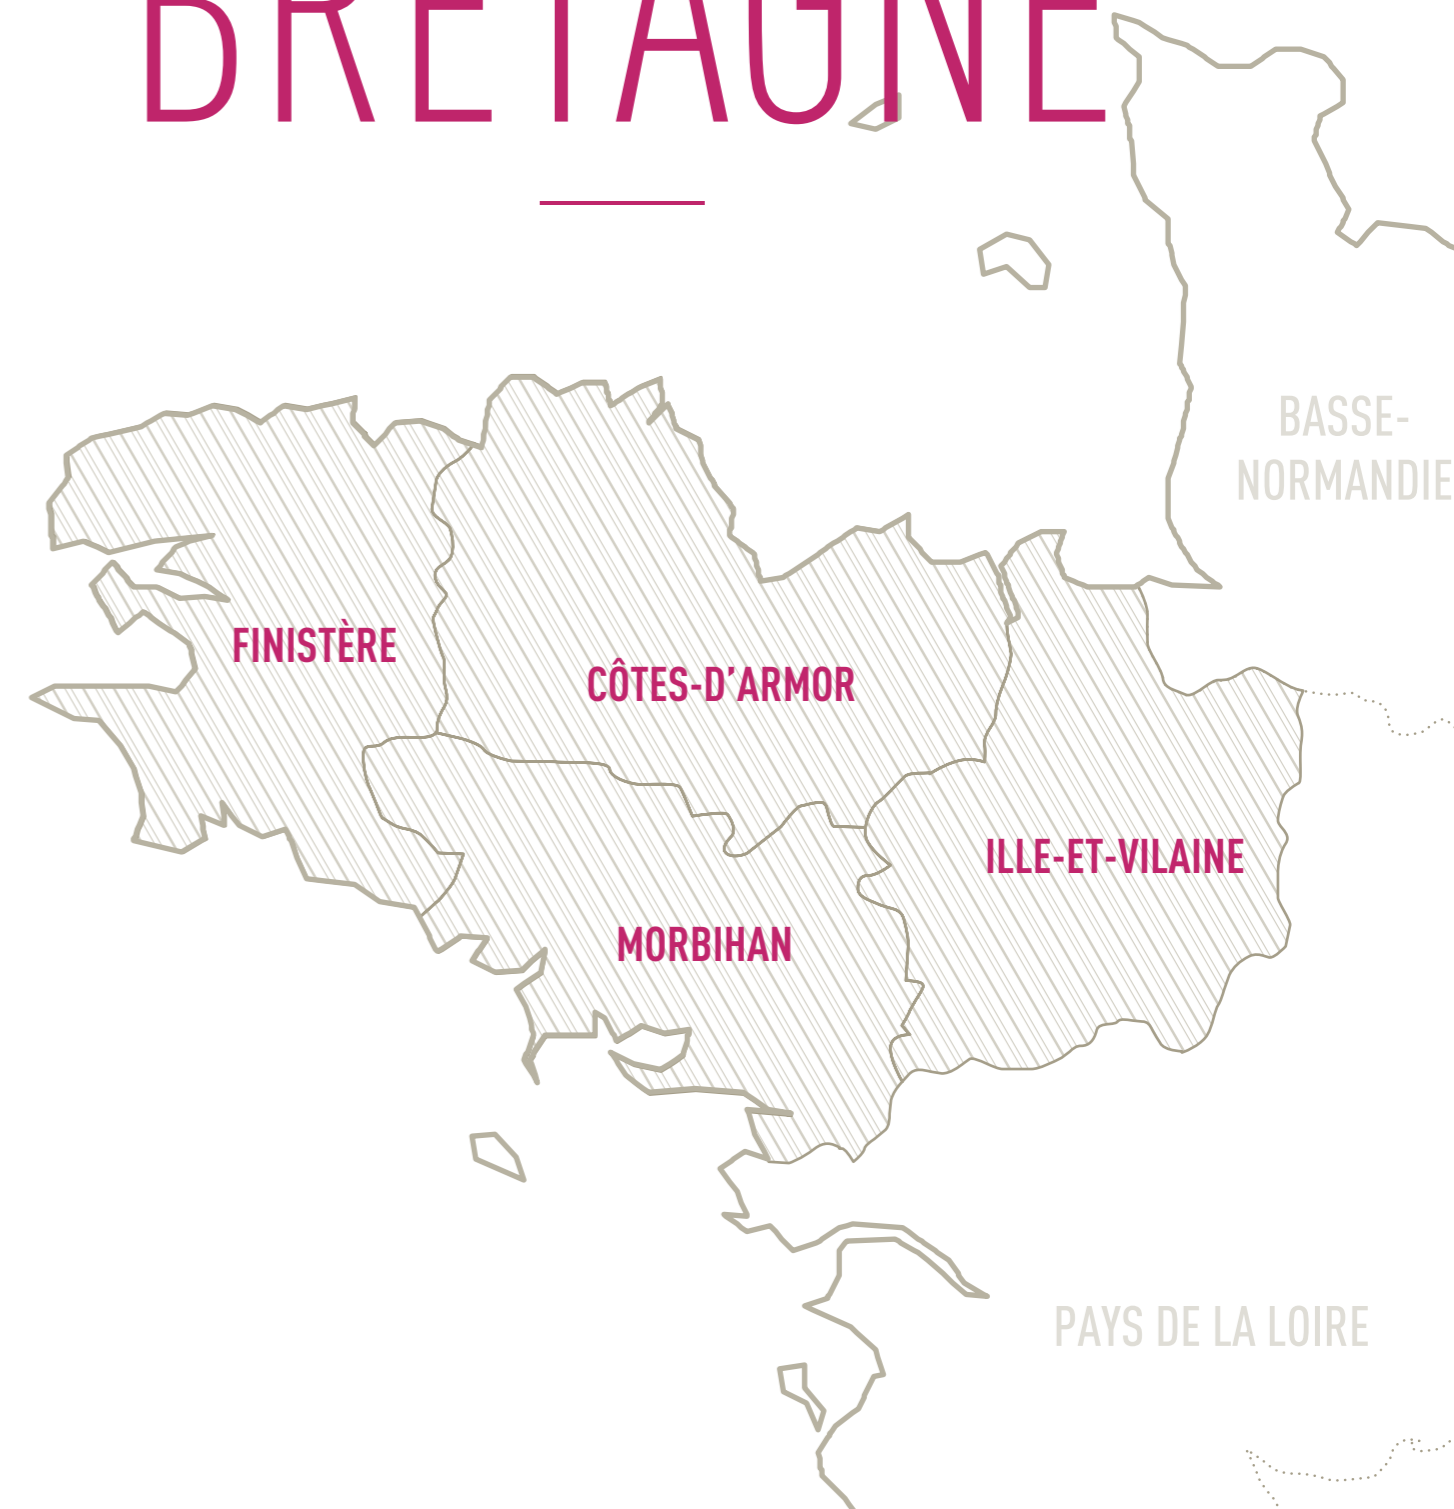 BRETAGNE
BASSE-
NORMANDIE
FINISTÈRE
CÔTES-D’ARMOR
ILLE-ET-VILAINE
MORBIHAN
PAYS DE LA LOIRE